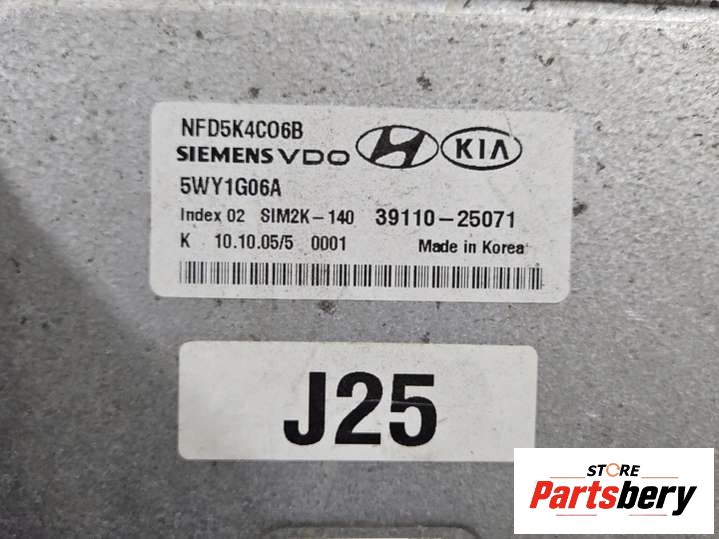 NFD5K4C06B
SIEMENS VDO KIA
5WY1G06A
Index 02 SIM2K-140 39110-25071
K 10.10.05/5 0001 Made in Korea
J25
STORE
Partsbery